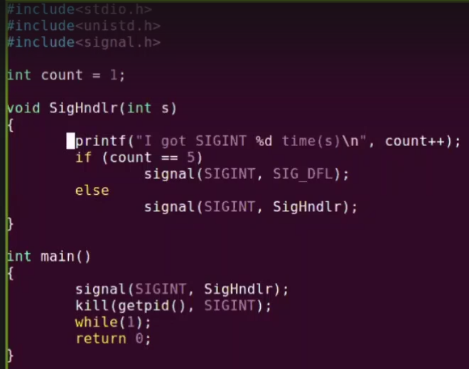 #include<stdio.h>
#include<unistd.h>
#include<signal.h>

int count = 1;

void SigHndlr(int s)
{
        printf("I got SIGINT %d time(s)\n", count++);
        if (count == 5)
                signal(SIGINT, SIG_DFL);
        else
                signal(SIGINT, SigHndlr);
}

int main()
{
        signal(SIGINT, SigHndlr);
        kill(getpid(), SIGINT);
        while(1);
        return 0;
}